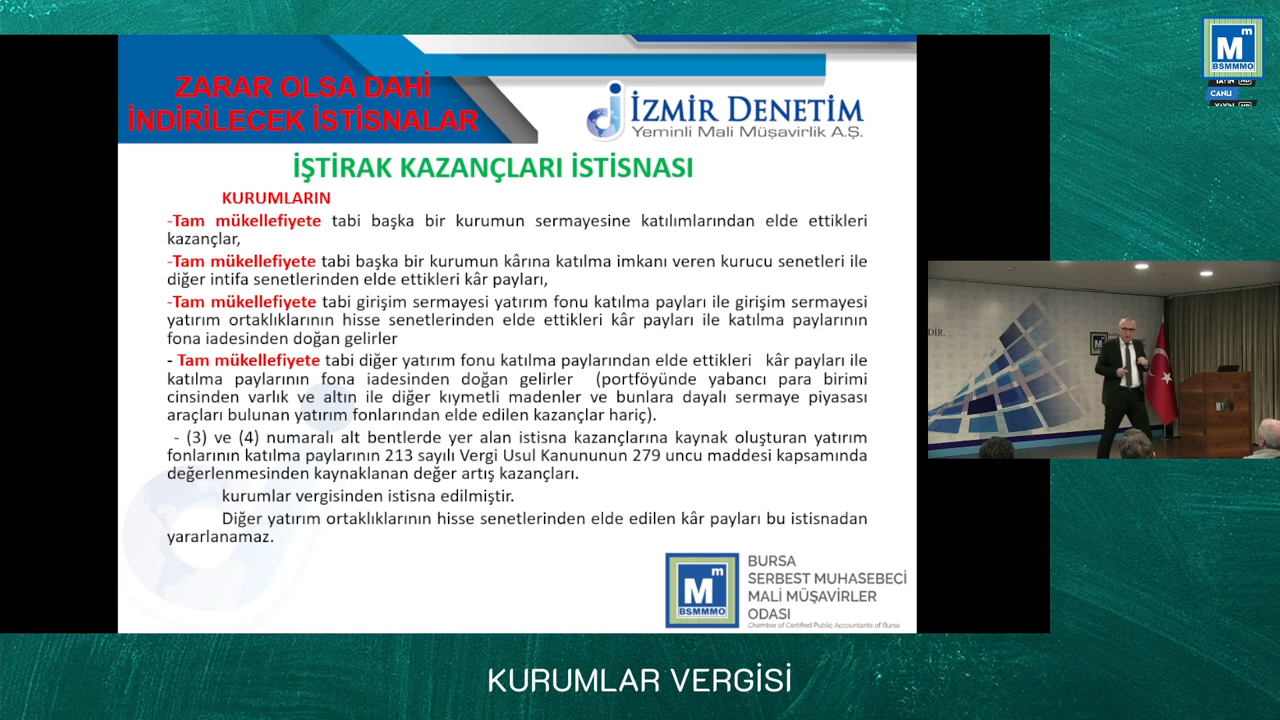 ZARAR OLSA DAHİ
İNDİRİLECEK İSTİSNALAR
İZMİR DENETİM
Yeminli Mali Müşavirlik A.Ş.
İŞTİRAK KAZANÇLARI İSTİSNASI
KURUMLARIN
-Tam mükellefiyete tabi başka bir kurumun sermayesine katılımlarından elde ettikleri
kazançlar,
-Tam mükellefiyete tabi başka bir kurumun kârına katılma imkanı veren kurucu senetleri ile
diğer intifa senetlerinden elde ettikleri kâr payları,
-Tam mükellefiyete tabi girişim sermayesi yatırım fonu katılma payları ile girişim sermayesi
yatırım ortaklıklarının hisse senetlerinden elde ettikleri kâr payları ile katılma paylarının
fona iadesinden doğan gelirler
- Tam mükellefiyete tabi diğer yatırım fonu katılma paylarından elde ettikleri kâr payları ile
katılma paylarının fona iadesinden doğan gelirler (portföyünde yabancı para birimi
cinsinden varlık ve altın ile diğer kıymetli madenler ve bunlara dayalı sermaye piyasası
araçları bulunan yatırım fonlarından elde edilen kazançlar hariç).
- (3) ve (4) numaralı alt bentlerde yer alan istisna kazançlarına kaynak oluşturan yatırım
fonlarının katılma paylarının 213 sayılı Vergi Usul Kanununun 279 uncu maddesi kapsamında
değerlenmesinden kaynaklanan değer artış kazançları.
kurumlar vergisinden istisna edilmiştir.
Diğer yatırım ortaklıklarının hisse senetlerinden elde edilen kâr payları bu istisnadan
yararlanamaz.
Mm
BSMMMO
BURSA
SERBEST MUHASEBECİ
MALİ MÜŞAVİRLER
ODASI
Chamber of Certified Public Accountants of Bursa
Mm
BSMMMO
CANLI
DİR.
M
KURUMLAR VERGİSİ